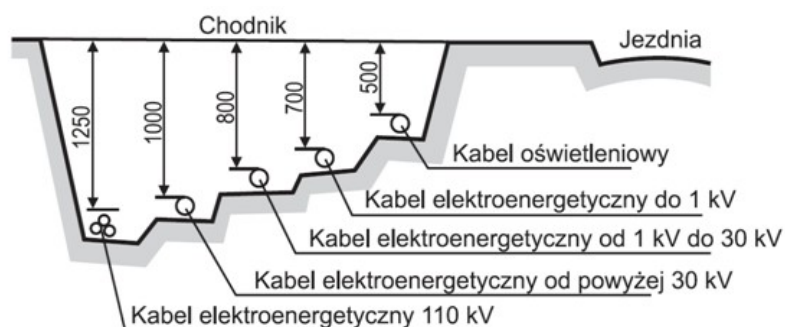 Chodnik
Jezdnia
1250
1000
800
700
500
Kabel oświetleniowy
Kabel elektroenergetyczny do 1 kV
Kabel elektroenergetyczny od 1 kV do 30 kV
Kabel elektroenergetyczny od powyżej 30 kV
Kabel elektroenergetyczny 110 kV